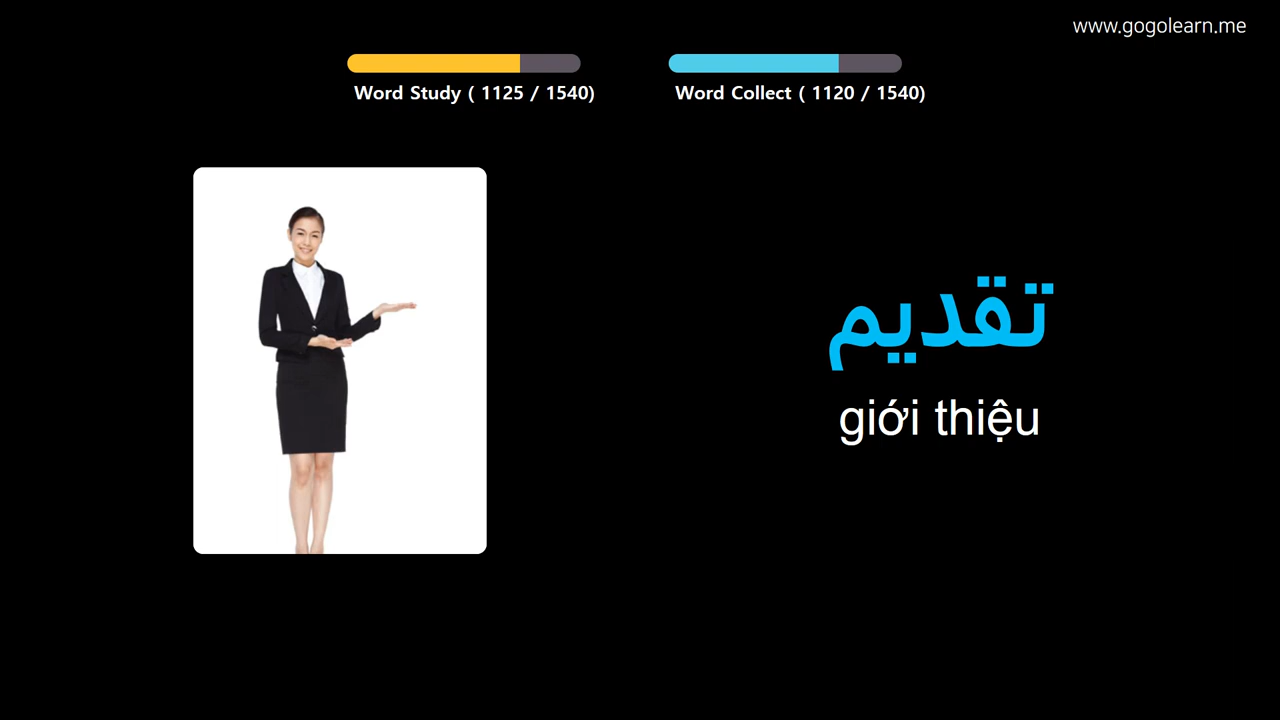 www.gogolearn.me
Word Study ( 1125 / 1540)
Word Collect ( 1120 / 1540)
تقديم
giới thiệu